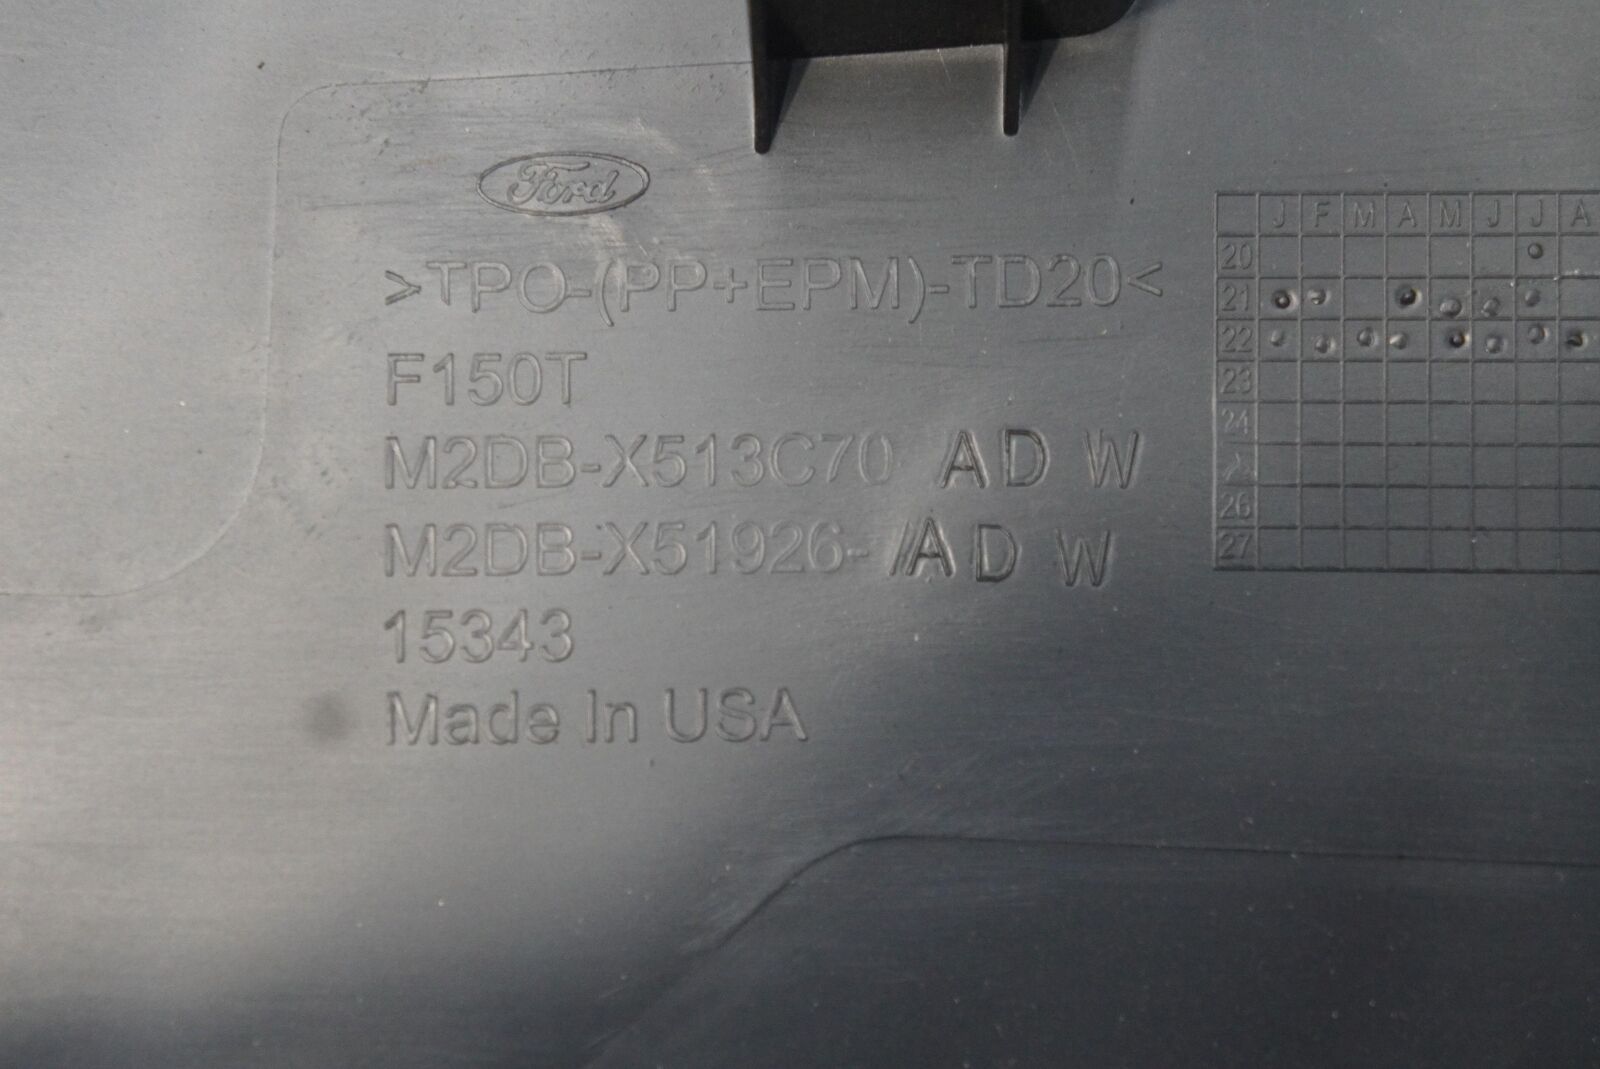 Ford
>TPO-(PP+EPM)-TD20<
F150T
M2DB-X513C70 AD W
M2DB-X51926-/AD W
15343
Made In USA
J F M A M J J A
20
21
22
23
24
26
27